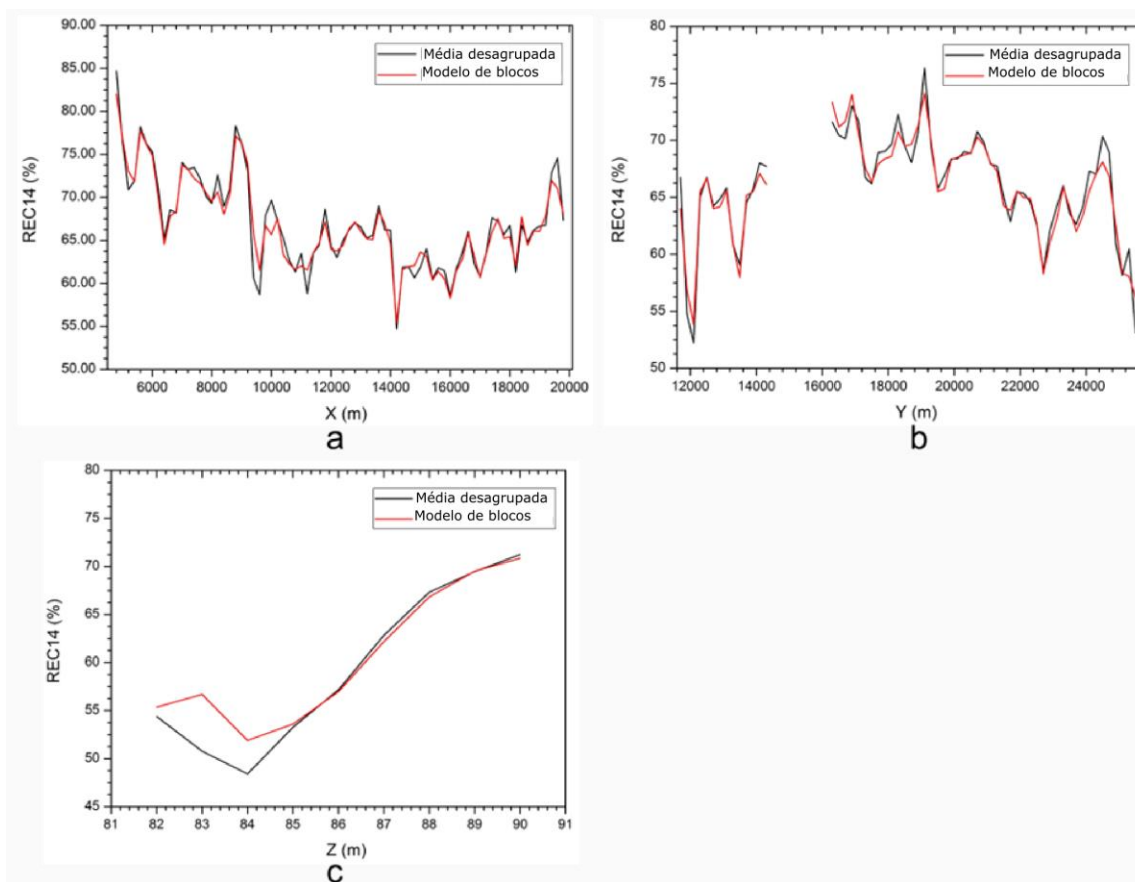 90.00
85.00
80.00
75.00
70.00
65.00
60.00
55.00
50.00
REC14 (%)
Média desagrupada
Modelo de blocos
6000 8000 10000 12000 14000 16000 18000 20000
X (m)
a
80
75
70
65
60
55
50
REC14 (%)
Média desagrupada
Modelo de blocos
12000 14000 16000 18000 20000 22000 24000
Y (m)
b
80
75
70
65
60
55
50
45
REC14 (%)
Média desagrupada
Modelo de blocos
81 82 83 84 85 86 87 88 89 90 91
Z (m)
c